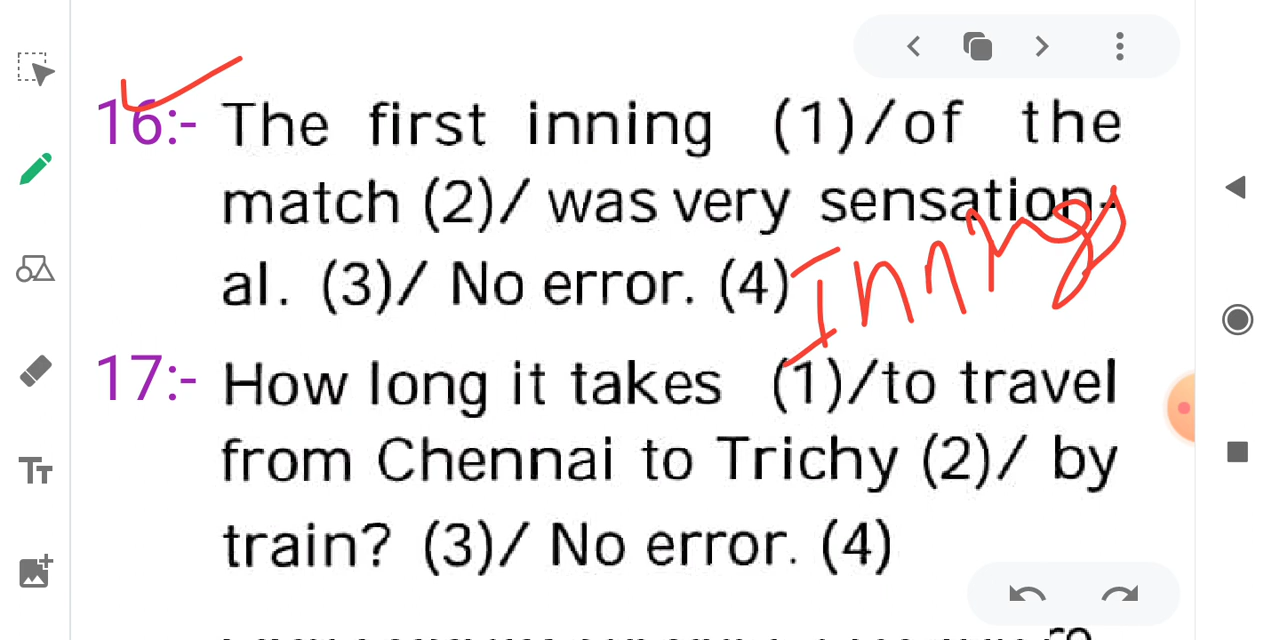 16:- The first inning (1)/of the
match (2)/ was very sensation-
al. (3)/ No error. (4)
Innings
17:- How long it takes (1)/to travel
from Chennai to Trichy (2)/ by
train? (3)/ No error. (4)
TT